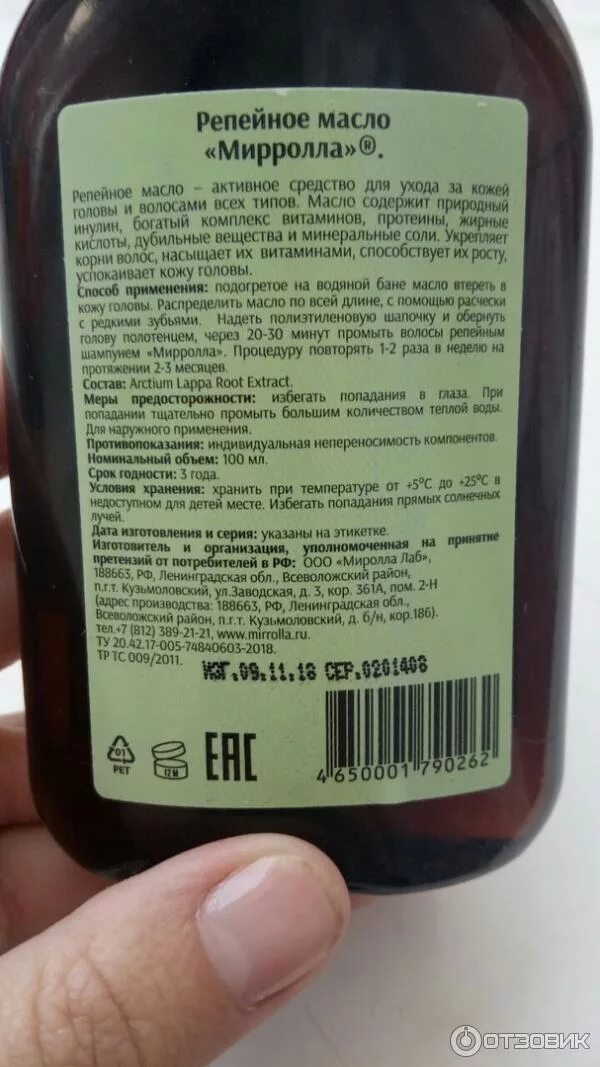 Репейное масло
«Мирролла»®.
Репейное масло – активное средство для ухода за кожей
головы и волосами всех типов. Масло содержит природный
инулин, богатый комплекс витаминов, протеины, жирные
кислоты, дубильные вещества и минеральные соли. Укрепляет
корни волос, насыщает их витаминами, способствует их росту,
успокаивает кожу головы.
Способ применения: подогретое на водяной бане масло втереть в
кожу головы. Распределить масло по всей длине, с помощью расчески
с редкими зубьями. Надеть полиэтиленовую шапочку и обернуть
голову полотенцем, через 20-30 минут промыть волосы репейным
шампунем «Мирролла». Процедуру повторять 1-2 раза в неделю на
протяжении 2-3 месяцев.
Состав: Arctium Lappa Root Extract.
Меры предосторожности: избегать попадания в глаза. При
попадании тщательно промыть большим количеством теплой воды.
Для наружного применения.
Противопоказания: индивидуальная непереносимость компонентов.
Номинальный объем: 100 мл.
Срок годности: 3 года.
Условия хранения: хранить при температуре от +5°С до +25°С в
недоступном для детей месте. Избегать попадания прямых солнечных
лучей.
Дата изготовления и серия: указаны на этикетке.
Изготовитель и организация, уполномоченная на принятие
претензий от потребителей в РФ: ООО «Миролла Лаб»,
188663, РФ, Ленинградская обл., Всеволожский район,
п.г.т. Кузьмоловский, ул.Заводская, д. 3, кор. 361А, пом. 2-Н
(адрес производства: 188663, РФ, Ленинградская обл.,
Всеволожский район, п.г.т. Кузьмоловский, д. б/н, кор.186).
тел.+7 (812) 389-21-21, www.mirrolla.ru.
ТУ 20.42.17-005-74840603-2018.
ТР ТС 009/2011.
ИЗГ.09.11.18 СЕР.0201408
01
PET
12M
EAC
4 650001 790262
ОТЗОВИК